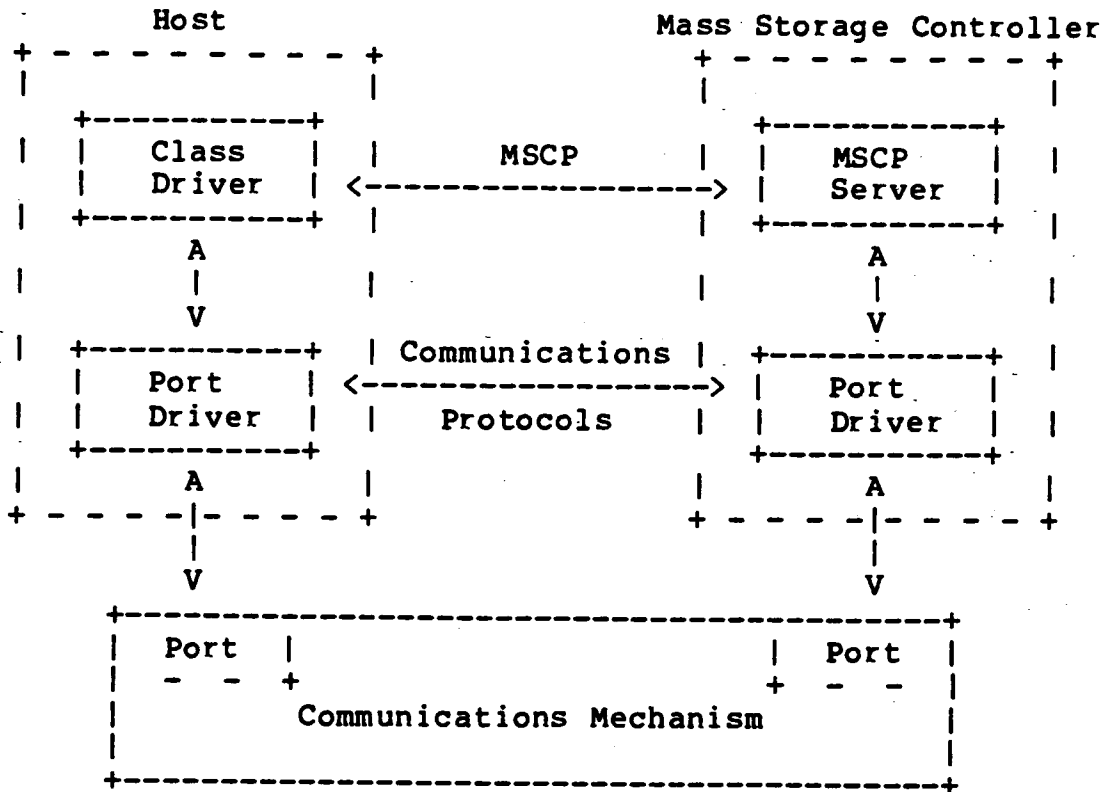 Host
Mass Storage Controller
Class
Driver
MSCP
MSCP
Server
A
V
A
V
Port
Driver
Communications
Protocols
Port
Driver
A
V
A
V
Port
Port
Communications Mechanism